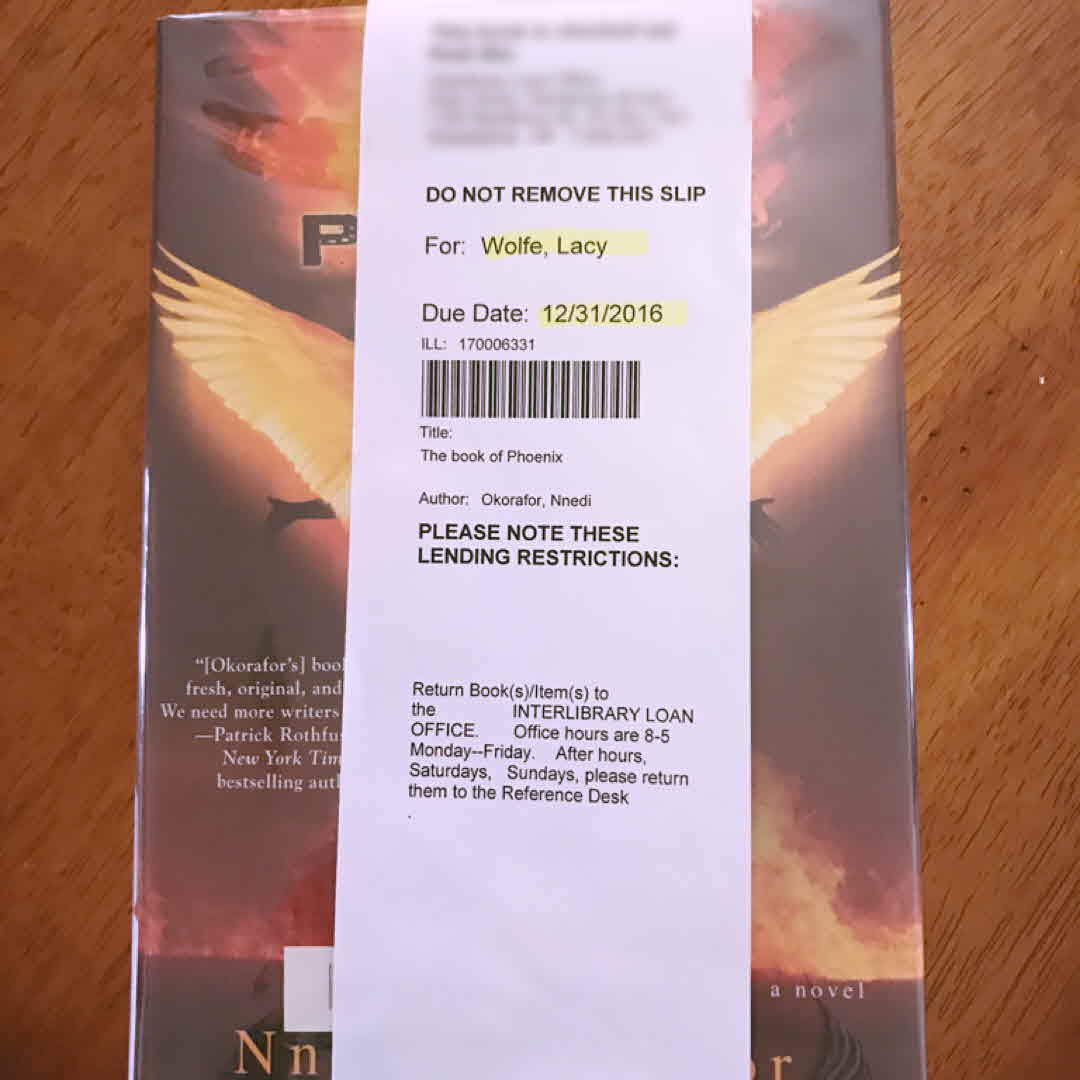 DO NOT REMOVE THIS SLIP
For: Wolfe, Lacy
Due Date: 12/31/2016
ILL: 170006331
Title:
The book of Phoenix
Author: Okorafor, Nnedi
PLEASE NOTE THESE
LENDING RESTRICTIONS:
Return Book(s)/Item(s) to
the INTERLIBRARY LOAN
OFFICE. Office hours are 8-5
Monday--Friday. After hours,
Saturdays, Sundays, please return
them to the Reference Desk
.
P
“[Okorafor’s] boo
fresh, original, and
We need more writers
—Patrick Rothfus
New York Tim
bestselling auth
a novel
Nn or